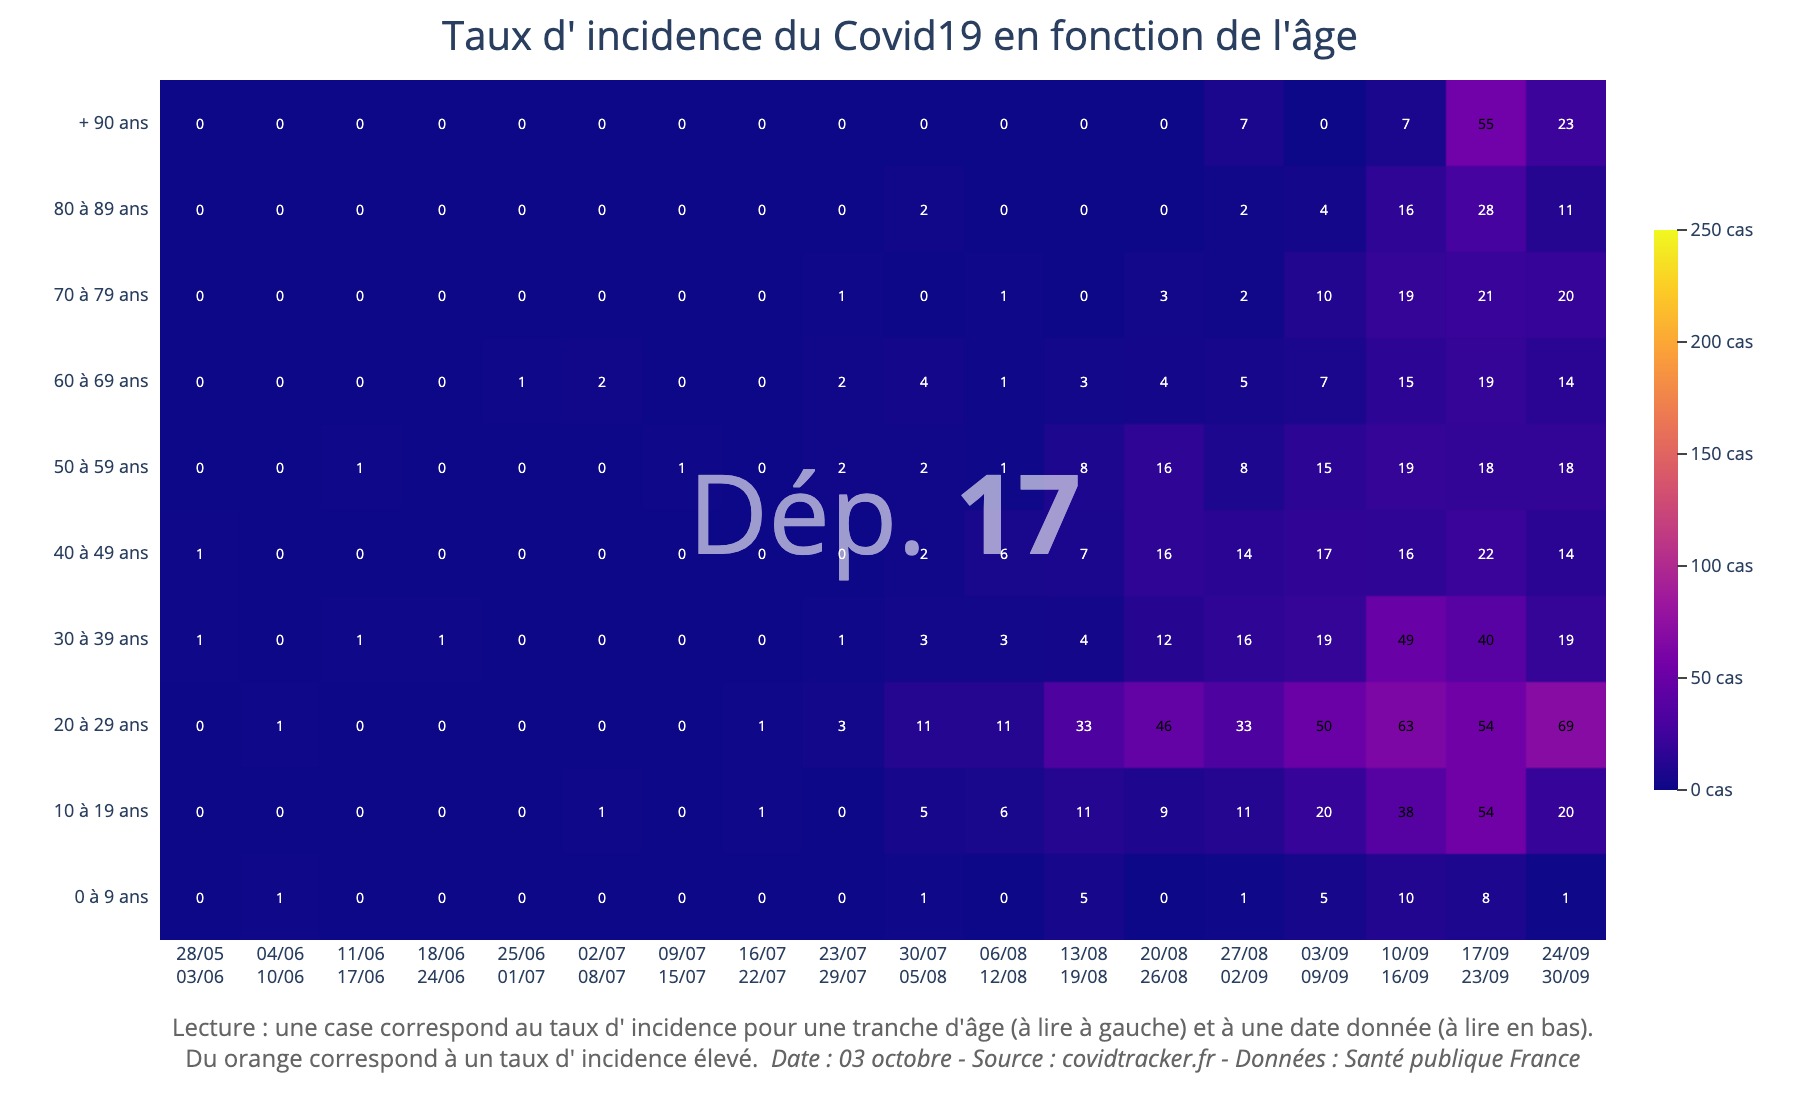 Taux d' incidence du Covid19 en fonction de l'âge
+ 90 ans 0 0 0 0 0 0 0 0 0 0 0 0 0 7 0 7 55 23
80 à 89 ans 0 0 0 0 0 0 0 0 0 2 0 0 0 2 4 16 28 11
250 cas
70 à 79 ans 0 0 0 0 0 0 0 0 1 0 1 0 3 2 10 19 21 20
200 cas
60 à 69 ans 0 0 0 0 1 2 0 0 2 4 1 3 4 5 7 15 19 14
150 cas
50 à 59 ans 0 0 1 0 0 0 1 0 2 2 1 8 16 8 15 19 18 18
Dép. 17
40 à 49 ans 1 0 0 0 0 0 0 0 0 2 6 7 16 14 17 16 22 14
100 cas
30 à 39 ans 1 0 1 1 0 0 0 0 1 3 3 4 12 16 19 49 40 19
50 cas
20 à 29 ans 0 1 0 0 0 0 0 1 3 11 11 33 46 33 50 63 54 69
0 cas
10 à 19 ans 0 0 0 0 0 1 0 1 0 5 6 11 9 11 20 38 54 20
0 à 9 ans 0 1 0 0 0 0 0 0 0 1 0 5 0 1 5 10 8 1
28/05 04/06 11/06 18/06 25/06 02/07 09/07 16/07 23/07 30/07 06/08 13/08 20/08 27/08 03/09 10/09 17/09 24/09
03/06 10/06 17/06 24/06 01/07 08/07 15/07 22/07 29/07 05/08 12/08 19/08 26/08 02/09 09/09 16/09 23/09 30/09
Lecture : une case correspond au taux d' incidence pour une tranche d'âge (à lire à gauche) et à une date donnée (à lire en bas).
Du orange correspond à un taux d' incidence élevé. Date : 03 octobre - Source : covidtracker.fr - Données : Santé publique France